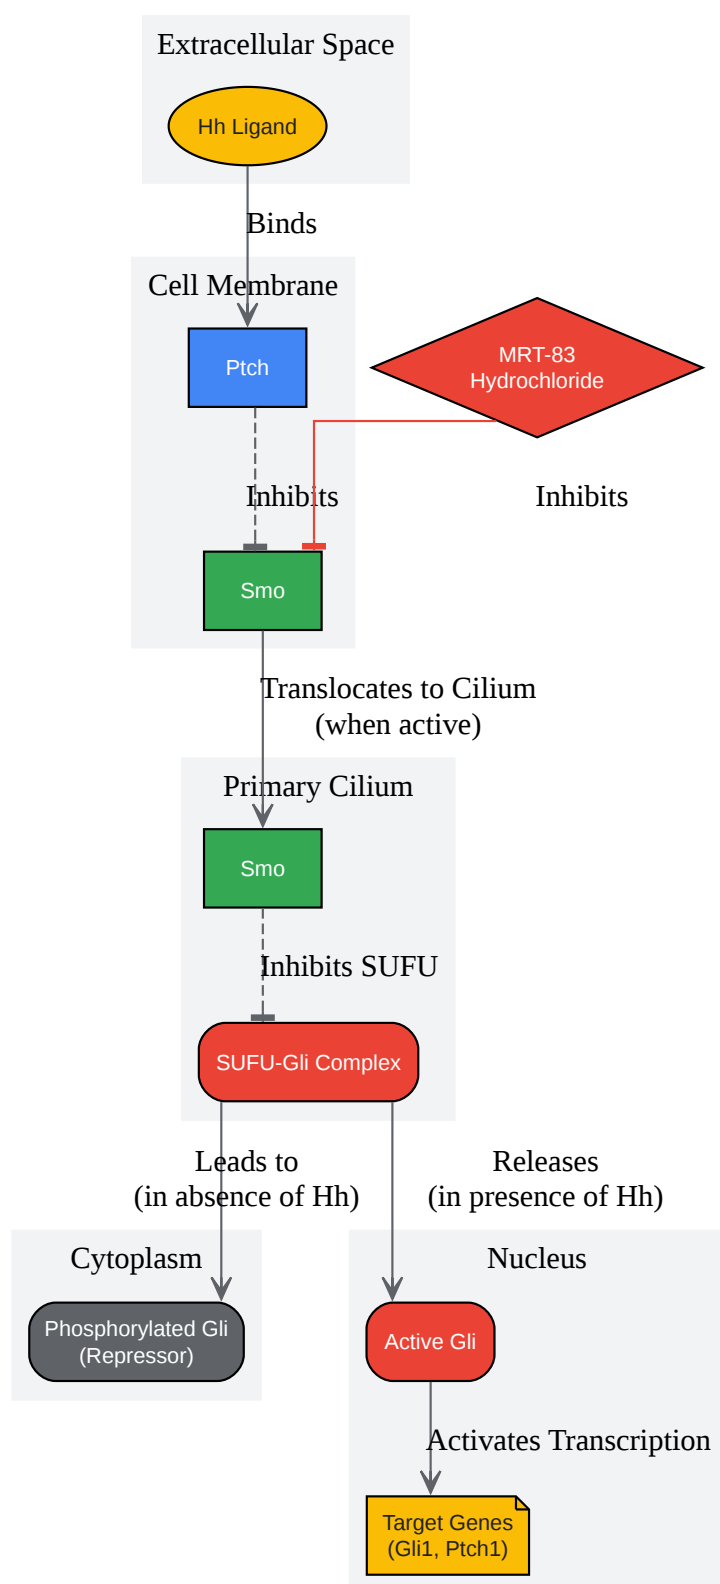 Extracellular Space
Hh Ligand
Binds
Cell Membrane
Ptch
MRT-83
Hydrochloride
Inhibits
Inhibits
Smo
Translocates to Cilium
(when active)
Primary Cilium
Smo
Inhibits SUFU
SUFU-Gli Complex
Leads to
(in absence of Hh)
Releases
(in presence of Hh)
Cytoplasm
Nucleus
Phosphorylated Gli
(Repressor)
Active Gli
Activates Transcription
Target Genes
(Gli1, Ptch1)